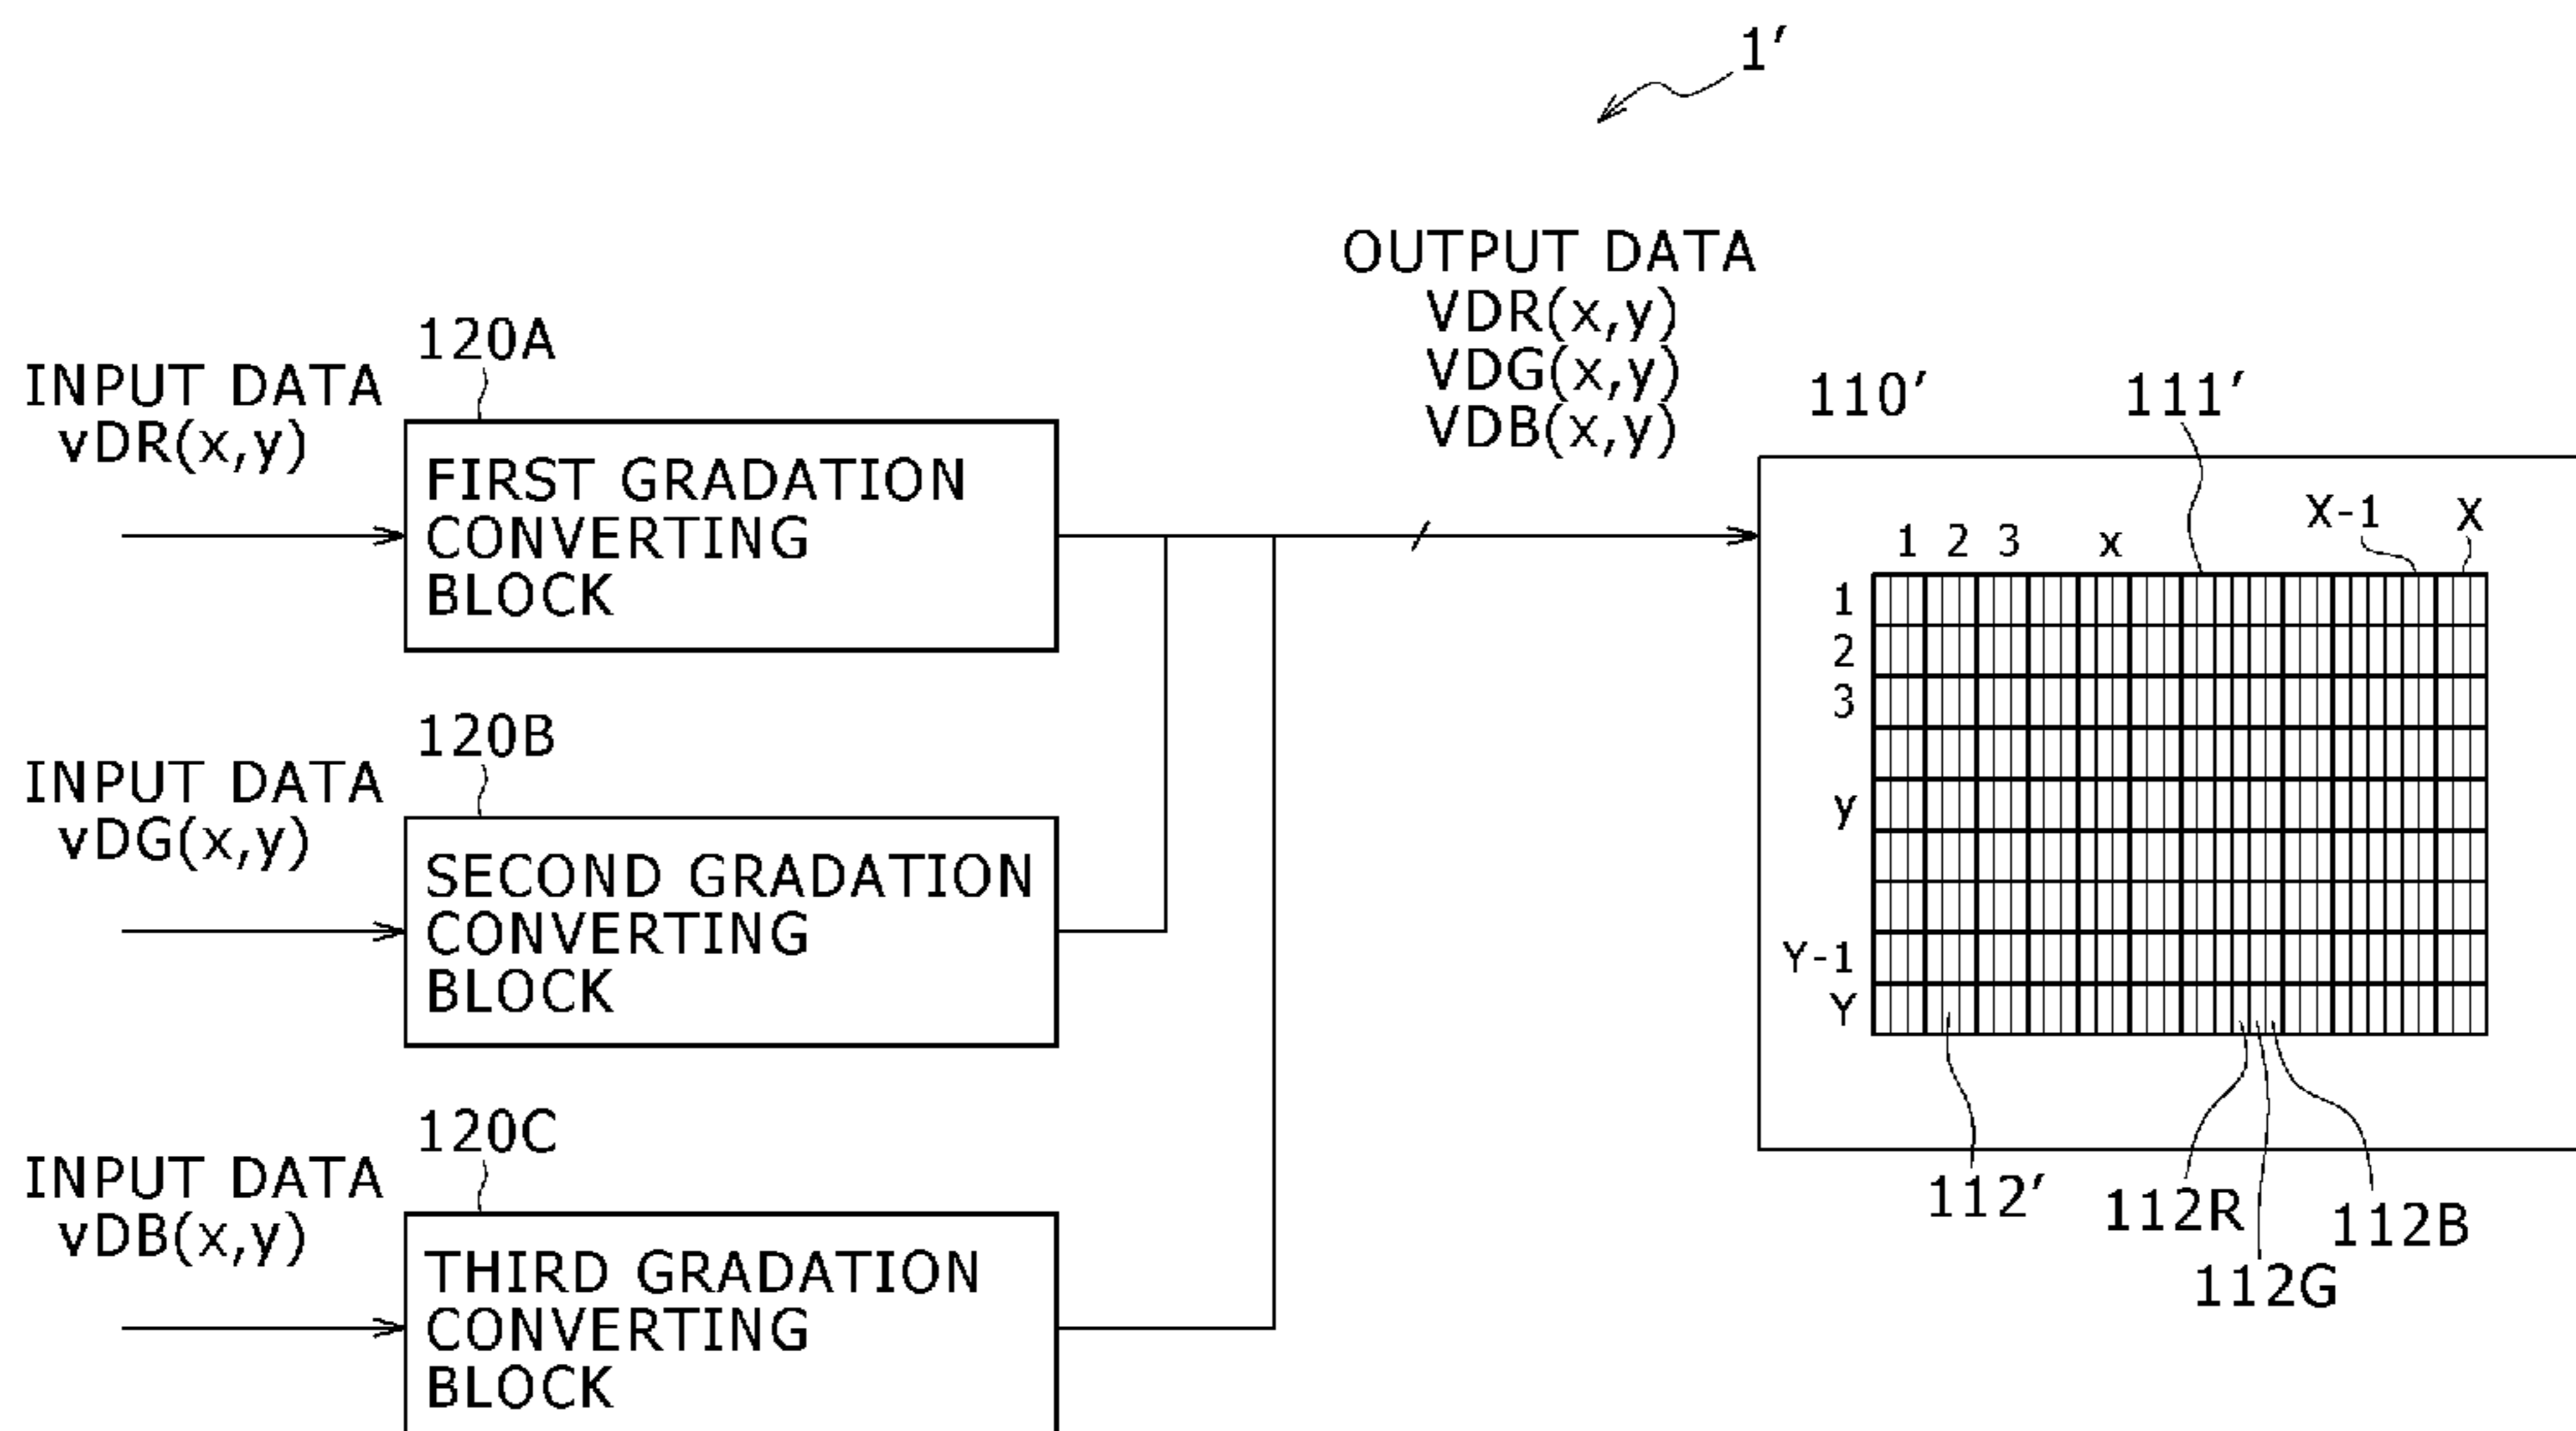 1′
OUTPUT DATA
VDR(x,y)
VDG(x,y)
VDB(x,y)
120A
INPUT DATA
vDR(x,y)
FIRST GRADATION
CONVERTING
BLOCK
120B
INPUT DATA
vDG(x,y)
SECOND GRADATION
CONVERTING
BLOCK
120C
INPUT DATA
vDB(x,y)
THIRD GRADATION
CONVERTING
BLOCK
110′
111′
1 2 3 x X-1 X
1
2
3
y
Y-1
Y
112′
112R
112G
112B